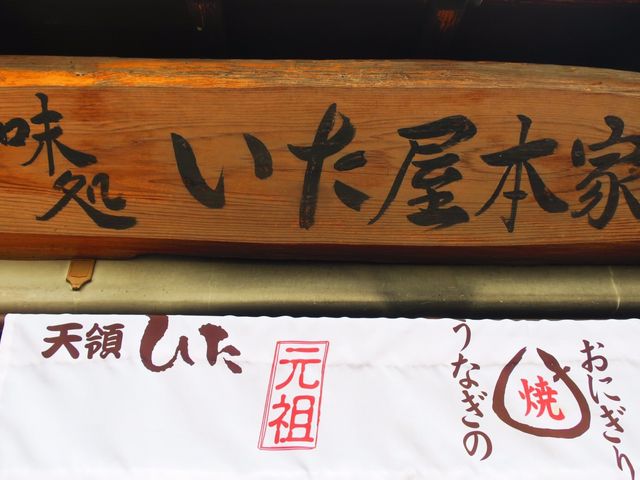 味処
いた屋本家
天領ひた
元祖
うなぎの
焼
おにぎり